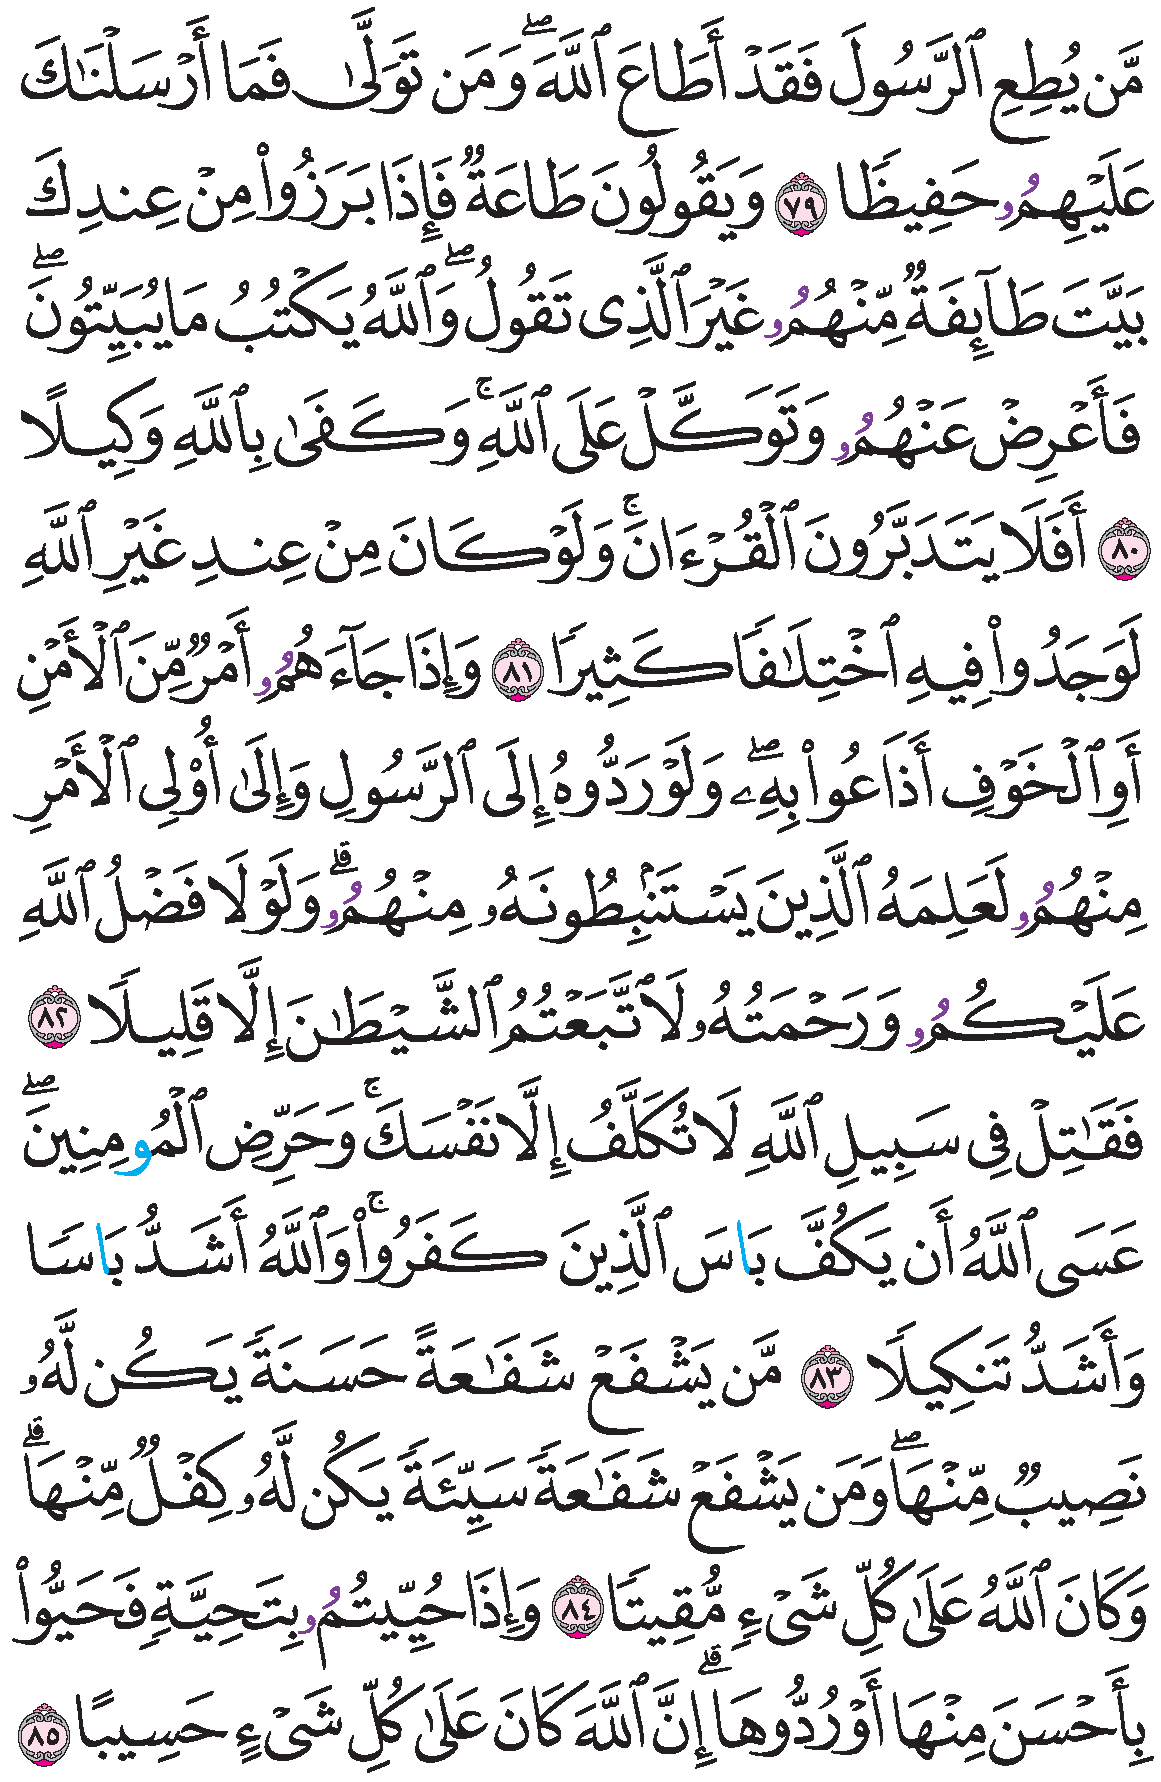 مَّن يُطِعِ ٱلرَّسُولَ فَقَدۡ أَطَاعَ ٱللَّهَۖ وَمَن تَوَلَّىٰ فَمَا أَرۡسَلۡنَٰكَ
عَلَيۡهِمُۥ حَفِيظٗا ٧٩ وَيَقُولُونَ طَاعَةٞ فَإِذَا بَرَزُواْ مِنۡ عِندِكَ
بَيَّتَ طَآئِفَةٞ مِّنۡهُمُۥ غَيۡرَ ٱلَّذِي تَقُولُۖ وَٱللَّهُ يَكۡتُبُ مَا يُبَيِّتُونَۖ
فَأَعۡرِضۡ عَنۡهُمُۥ وَتَوَكَّلۡ عَلَى ٱللَّهِۚ وَكَفَىٰ بِٱللَّهِ وَكِيلًا
٨٠ أَفَلَا يَتَدَبَّرُونَ ٱلۡقُرۡءَانَۚ وَلَوۡ كَانَ مِنۡ عِندِ غَيۡرِ ٱللَّهِ
لَوَجَدُواْ فِيهِ ٱخۡتِلَٰفٗا كَثِيرٗا ٨١ وَإِذَا جَآءَهُمُۥ أَمۡرٞ مِّنَ ٱلۡأَمۡنِ
أَوِ ٱلۡخَوۡفِ أَذَاعُواْ بِهِۦۖ وَلَوۡ رَدُّوهُ إِلَى ٱلرَّسُولِ وَإِلَىٰ أُوْلِي ٱلۡأَمۡرِ
مِنۡهُمُۥ لَعَلِمَهُ ٱلَّذِينَ يَسۡتَنۢبِطُونَهُۥ مِنۡهُمُۥۗ وَلَوۡلَا فَضۡلُ ٱللَّهِ
عَلَيۡكُمُۥ وَرَحۡمَتُهُۥ لَٱتَّبَعۡتُمُ ٱلشَّيۡطَٰنَ إِلَّا قَلِيلٗا ٨٢
فَقَٰتِلۡ فِي سَبِيلِ ٱللَّهِ لَا تُكَلَّفُ إِلَّا نَفۡسَكَۚ وَحَرِّضِ ٱلۡمُومِنِينَۖ
عَسَى ٱللَّهُ أَن يَكُفَّ بَاسَ ٱلَّذِينَ كَفَرُواْۚ وَٱللَّهُ أَشَدُّ بَاسٗا
وَأَشَدُّ تَنكِيلٗا ٨٣ مَّن يَشۡفَعۡ شَفَٰعَةً حَسَنَةٗ يَكُن لَّهُۥ
نَصِيبٞ مِّنۡهَاۖ وَمَن يَشۡفَعۡ شَفَٰعَةٗ سَيِّئَةٗ يَكُن لَّهُۥ كِفۡلٞ مِّنۡهَاۗ
وَكَانَ ٱللَّهُ عَلَىٰ كُلِّ شَيۡءٖ مُّقِيتٗا ٨٤ وَإِذَا حُيِّيتُمُۥ بِتَحِيَّةٖ فَحَيُّواْ
بِأَحۡسَنَ مِنۡهَا أَوۡ رُدُّوهَاۗ إِنَّ ٱللَّهَ كَانَ عَلَىٰ كُلِّ شَيۡءٍ حَسِيبًا ٨٥